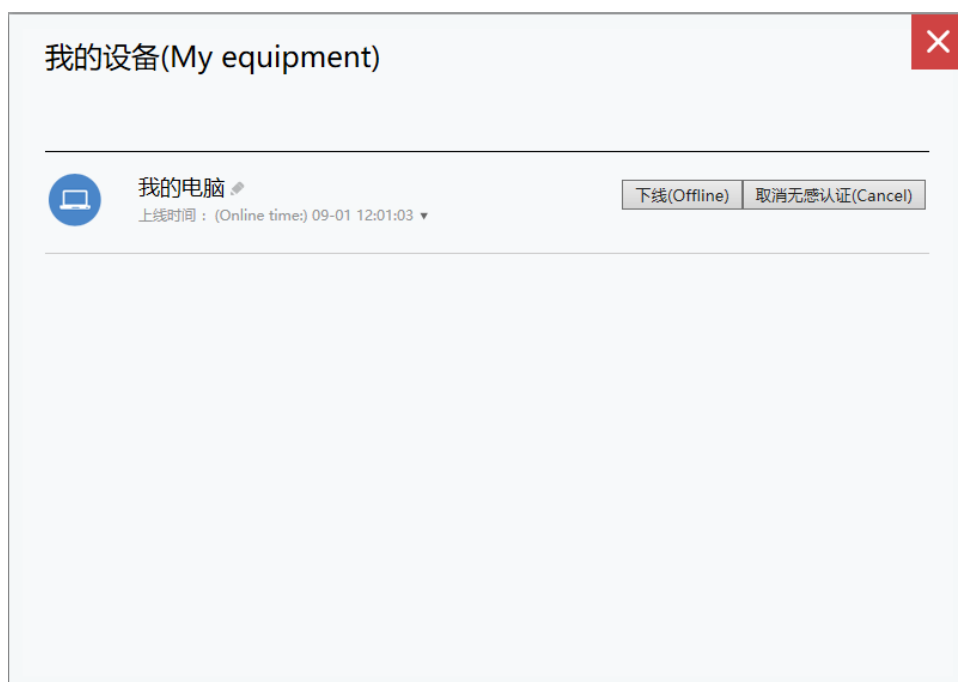 我的设备(My equipment)
我的电脑
下线(Offline) 取消无感认证(Cancel)
上线时间： (Online time:) 09-01 12:01:03